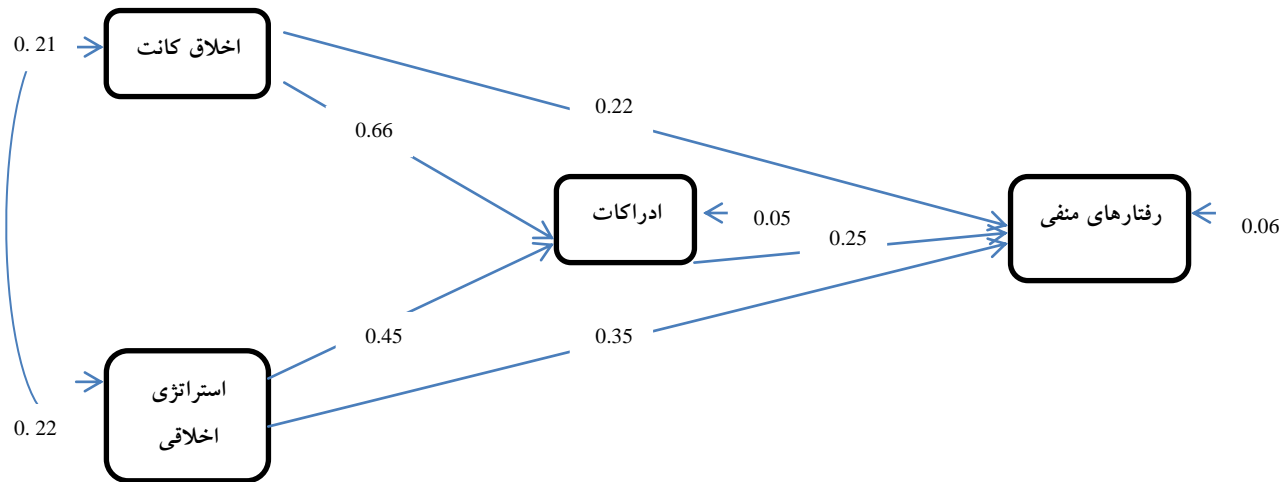 0. 21
اخلاق کانت
0.22
0.66
ادراکات
0.05
رفتارهای منفی
0.06
0.25
0.45
0.35
استراتژی
اخلاقی
0. 22